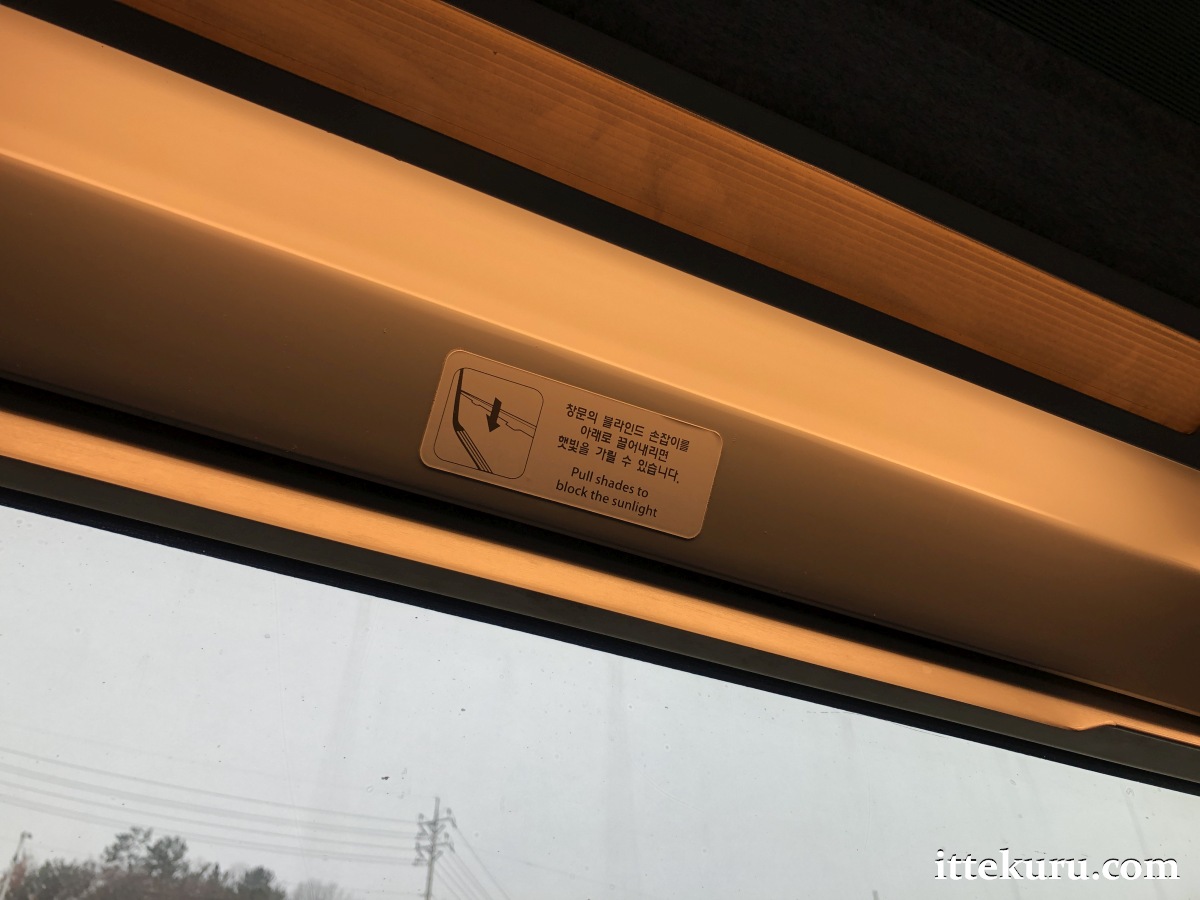 창문의 블라인드 손잡이를
아래로 끌어내리면
햇빛을 가릴 수 있습니다.
Pull shades to
block the sunlight
ittekuru.com